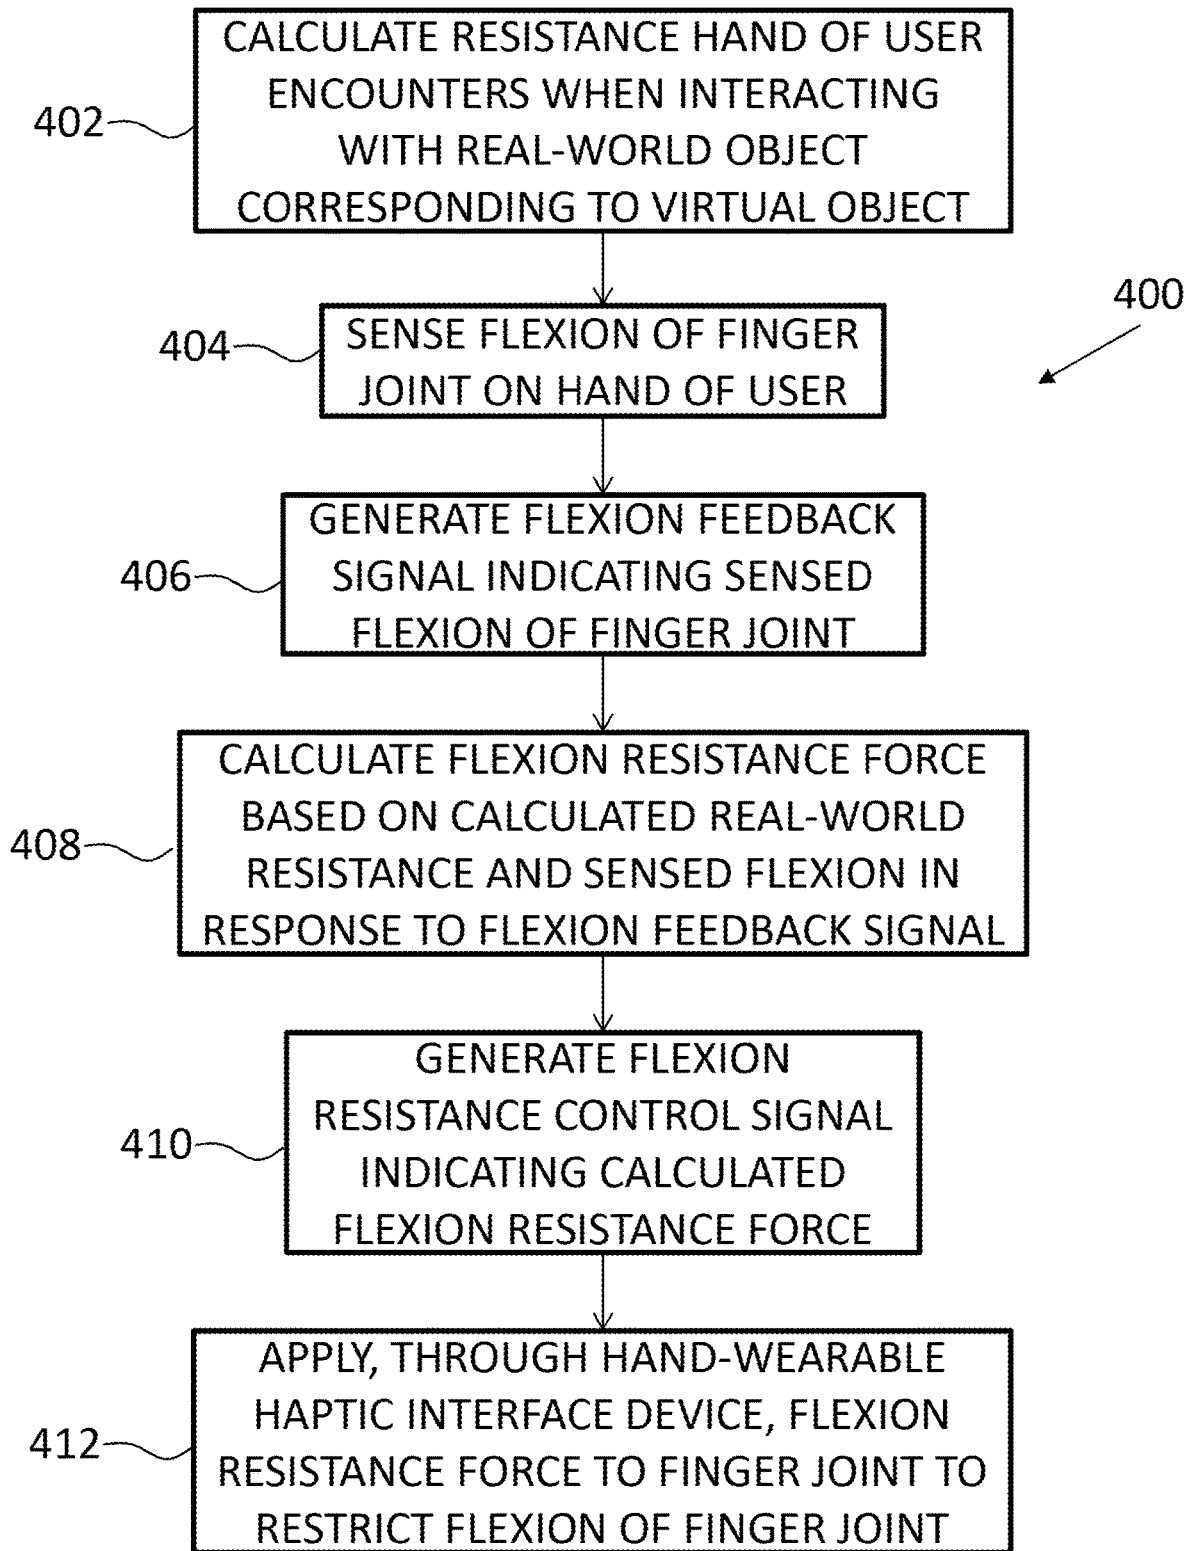 CALCULATE RESISTANCE HAND OF USER
ENCOUNTERS WHEN INTERACTING
WITH REAL-WORLD OBJECT
CORRESPONDING TO VIRTUAL OBJECT
402
400
SENSE FLEXION OF FINGER
JOINT ON HAND OF USER
404
GENERATE FLEXION FEEDBACK
SIGNAL INDICATING SENSED
FLEXION OF FINGER JOINT
406
CALCULATE FLEXION RESISTANCE FORCE
BASED ON CALCULATED REAL-WORLD
RESISTANCE AND SENSED FLEXION IN
RESPONSE TO FLEXION FEEDBACK SIGNAL
408
GENERATE FLEXION
RESISTANCE CONTROL SIGNAL
INDICATING CALCULATED
FLEXION RESISTANCE FORCE
410
APPLY, THROUGH HAND-WEARABLE
HAPTIC INTERFACE DEVICE, FLEXION
RESISTANCE FORCE TO FINGER JOINT TO
RESTRICT FLEXION OF FINGER JOINT
412